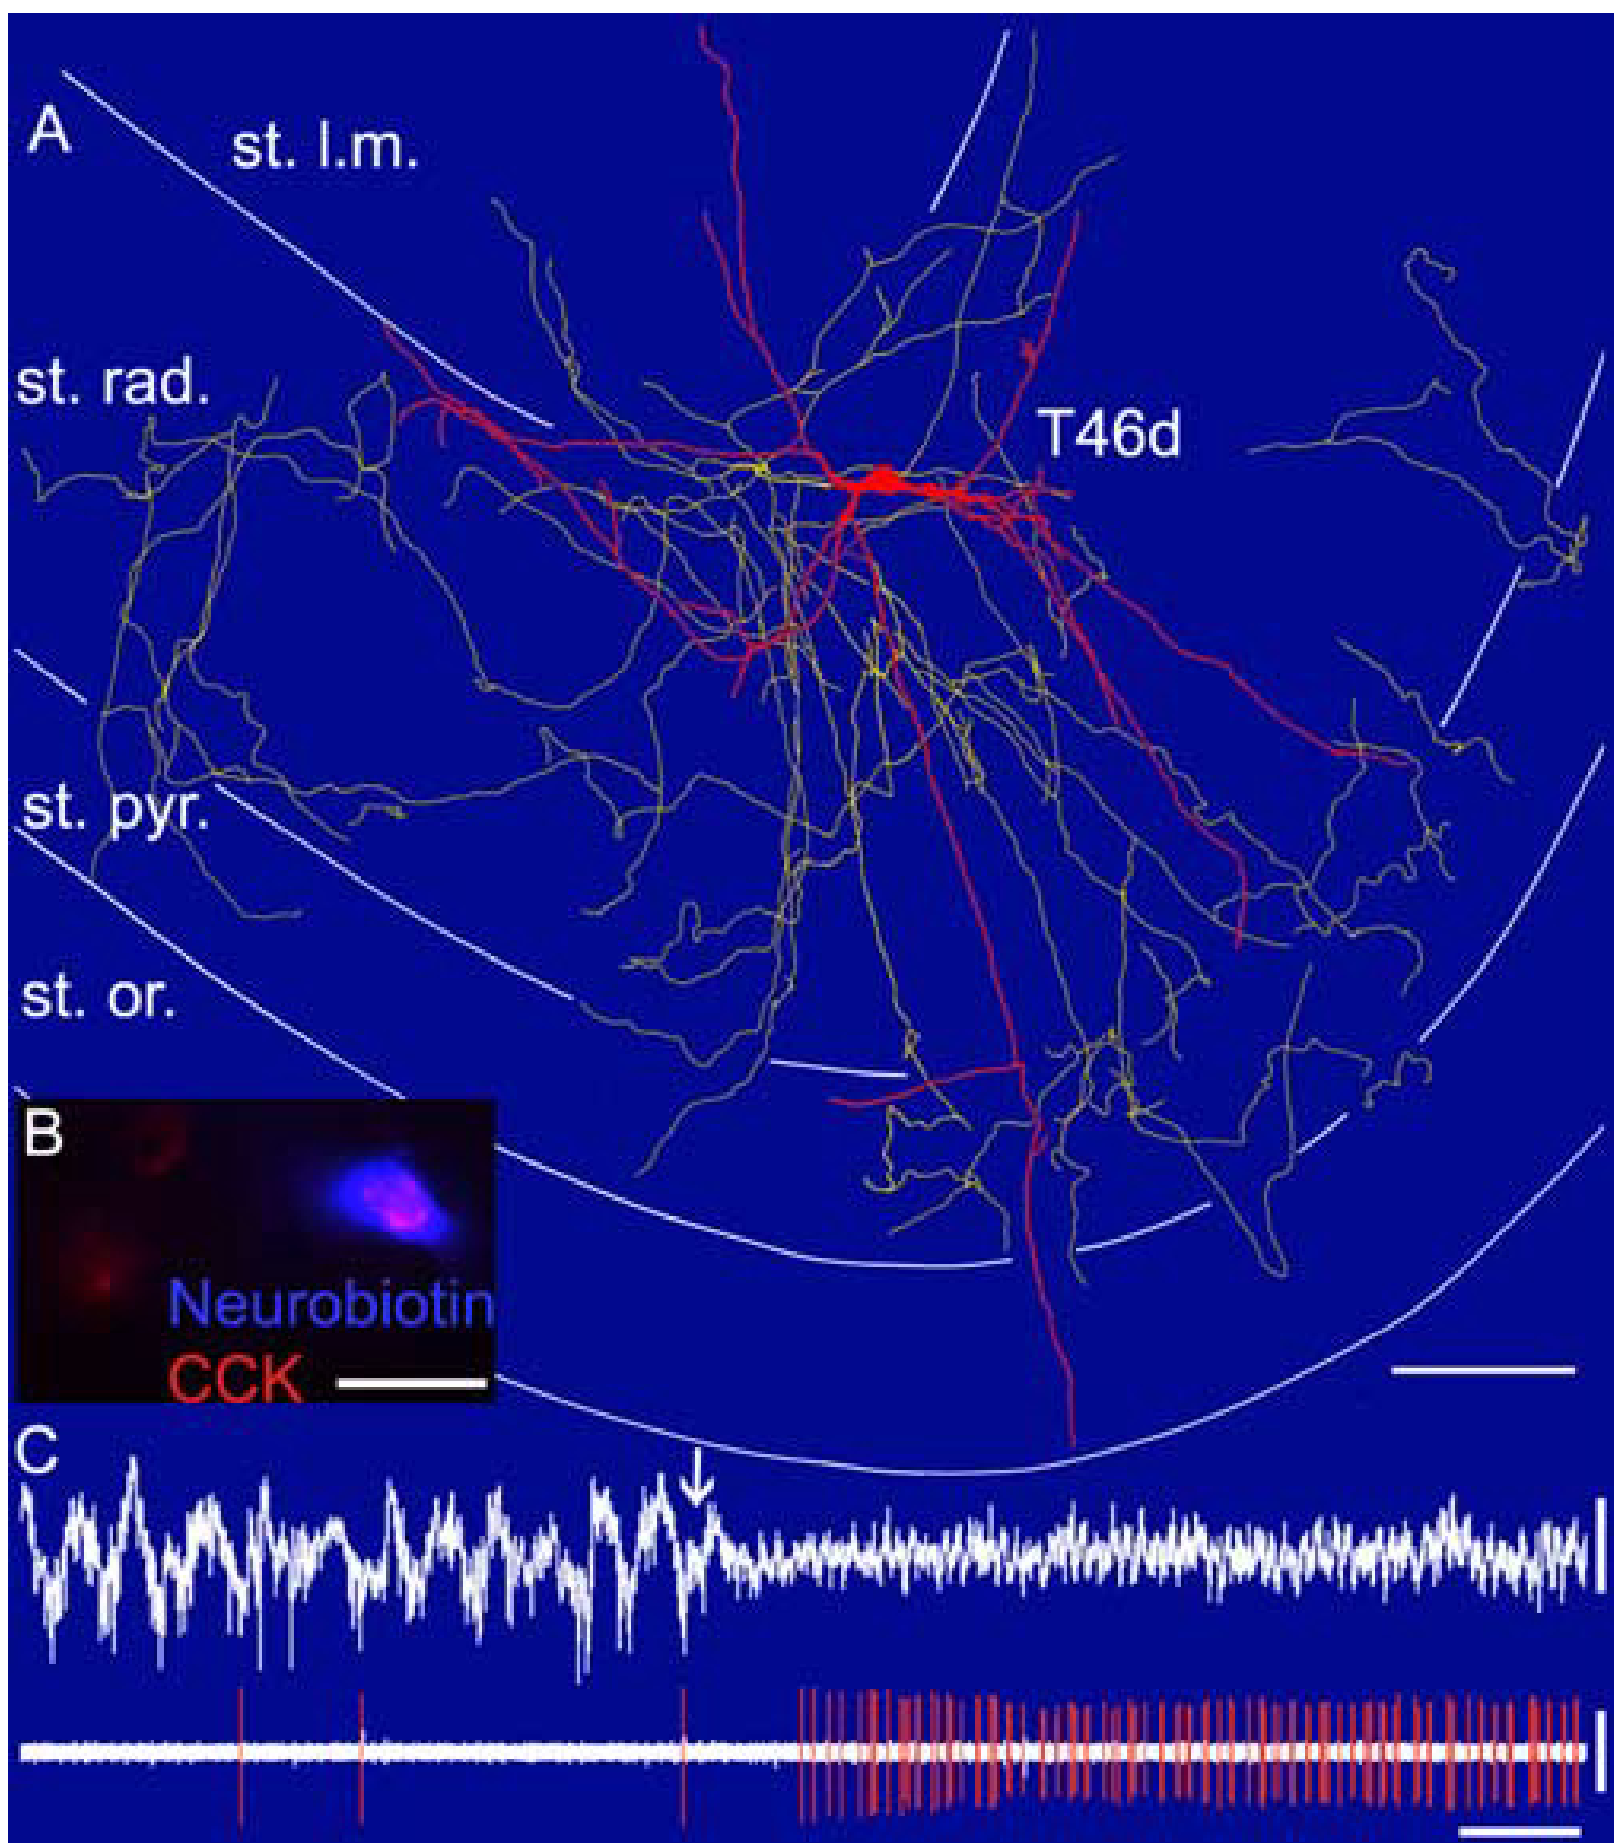 A
st. l.m.
st. rad.
T46d
st. pyr.
st. or.
B
Neurobiotin
CCK
C